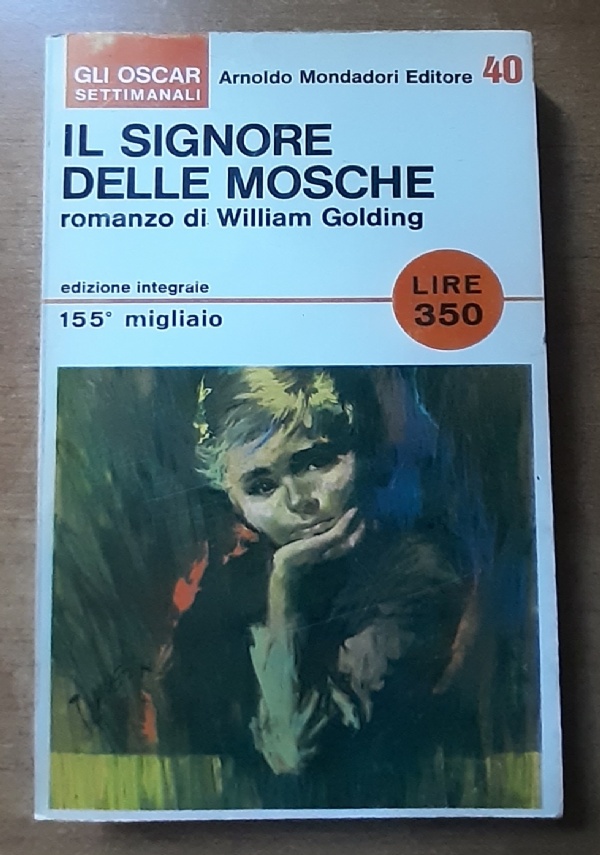 GLI OSCAR
SETTIMANALI
Arnoldo Mondadori Editore 40
IL SIGNORE
DELLE MOSCHE
romanzo di William Golding
edizione integrale
155° migliaio
LIRE
350